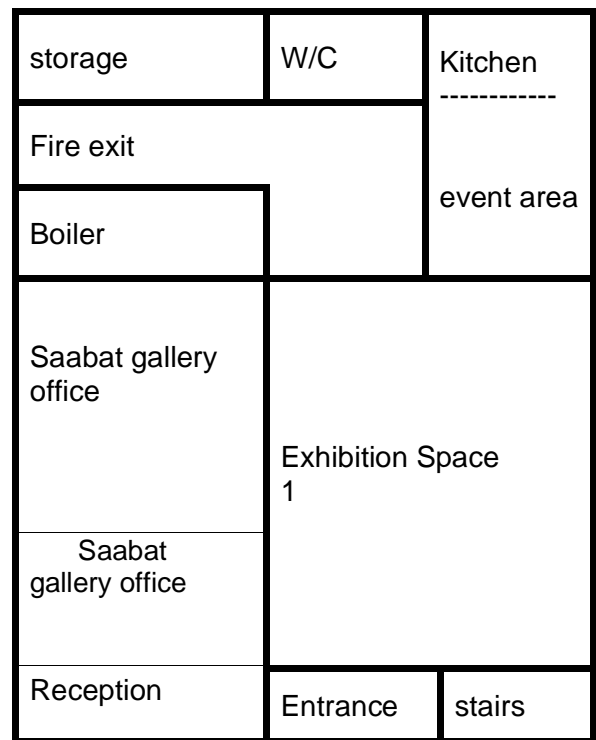 storage
W/C
Kitchen
------------
Fire exit
event area
Boiler
Saabat gallery
office
Exhibition Space
1
Saabat
gallery office
Reception
Entrance
stairs